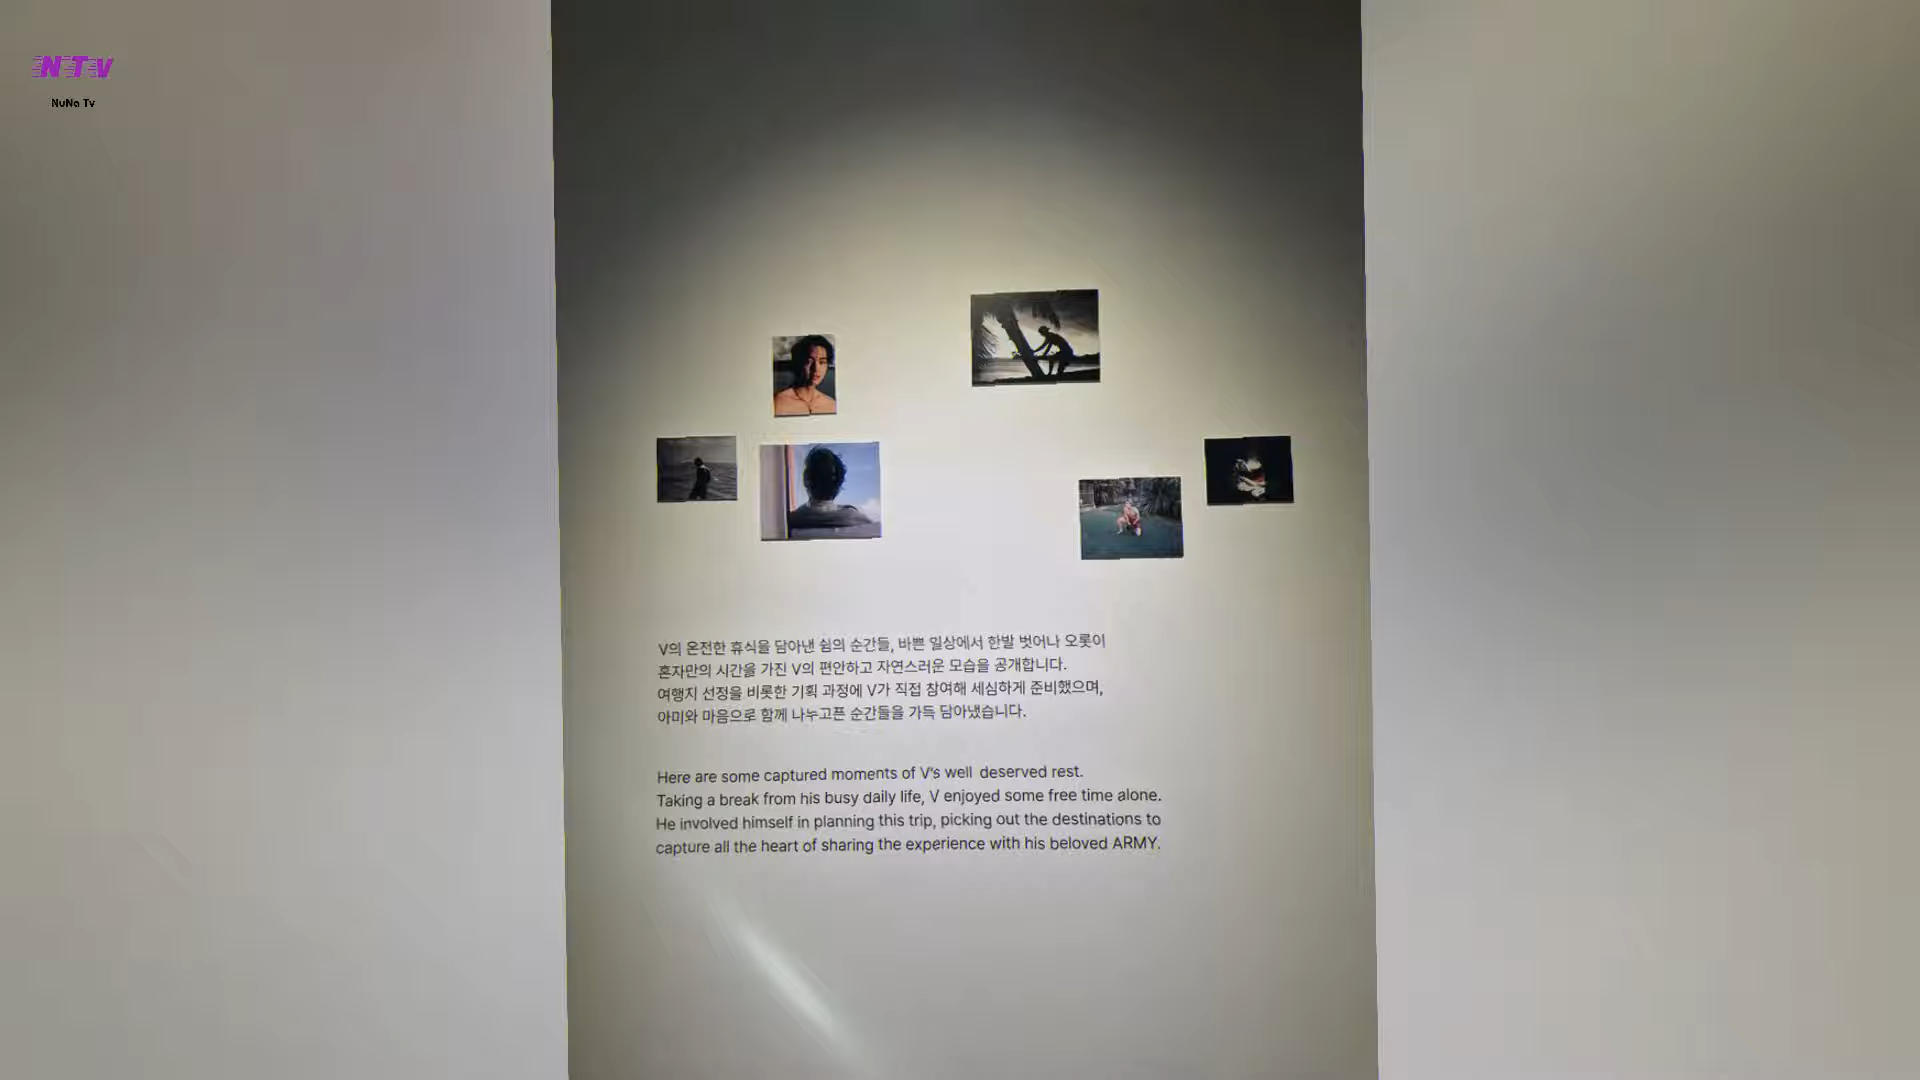 NTV
NuNa Tv
V의 온전한 휴식을 담아낸 쉼의 순간들, 바쁜 일상에서 한발 벗어나 오롯이
혼자만의 시간을 가진 V의 편안하고 자연스러운 모습을 공개합니다.
여행지 선정을 비롯한 기획 과정에 V가 직접 참여해 세심하게 준비했으며,
아미와 마음으로 함께 나누고픈 순간들을 가득 담아냈습니다.
Here are some captured moments of V's well deserved rest.
Taking a break from his busy daily life, V enjoyed some free time alone.
He involved himself in planning this trip, picking out the destinations to
capture all the heart of sharing the experience with his beloved ARMY.